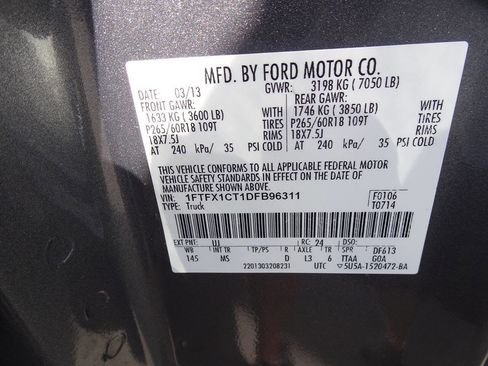 MFD. BY FORD MOTOR CO.
DATE: 03/13 GVWR: 3198 KG ( 7050 LB)
FRONT GAWR: REAR GAWR:
1633 KG ( 3600 LB) WITH 1746 KG ( 3850 LB) WITH
P265/60R18 109T TIRES P265/60R18 109T TIRES
18X7.5J RIMS 18X7.5J RIMS
AT 240 kPa/ 35 PSI COLD AT 240 kPa/ 35 PSI COLD
THIS VEHICLE CONFORMS TO ALL APPLICABLE FEDERAL MOTOR
VEHICLE SAFETY STANDARDS IN EFFECT ON THE DATE OF
MANUFACTURE SHOWN ABOVE.
VIN: 1FTFX1CT1DFB96311 F0106
TYPE: Truck T0714
EXT PNT: UJ RC: 24 DSO:
WB INT TR TP/PS R AXLE TR SPR DF613
145 MS D L3 6 TTAA G0A
2201303208231 UTC 5U5A-1520472-BA